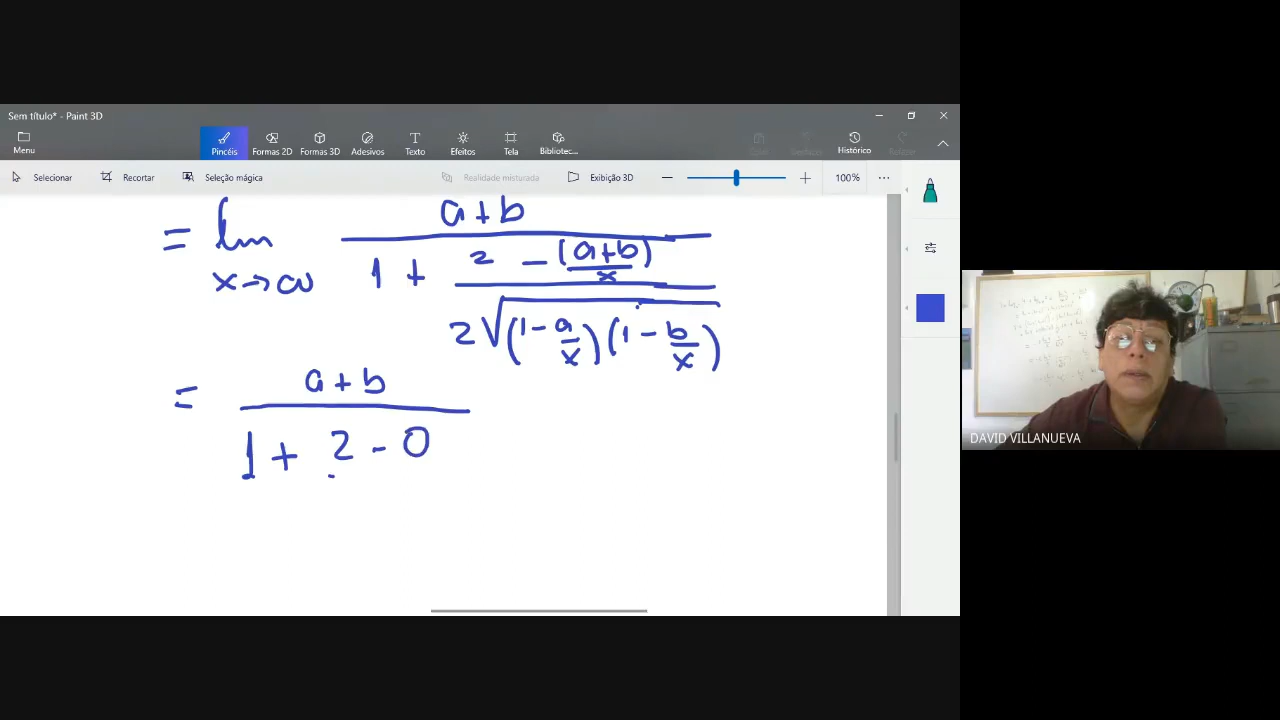 Sem título* - Paint 3D
Menu
Pincéis
Formas 2D
Formas 3D
Adesivos
Texto
Efeitos
Tela
Bibliotec...
Histórico
Selecionar
Recortar
Seleção mágica
Realidade misturada
Exibição 3D
100%
= lim a+b
x→∞ 1 + 2 - (a+b)/x
2√(1-a/x)(1-b/x)
= a+b
1 + 2 - 0
DAVID VILLANUEVA